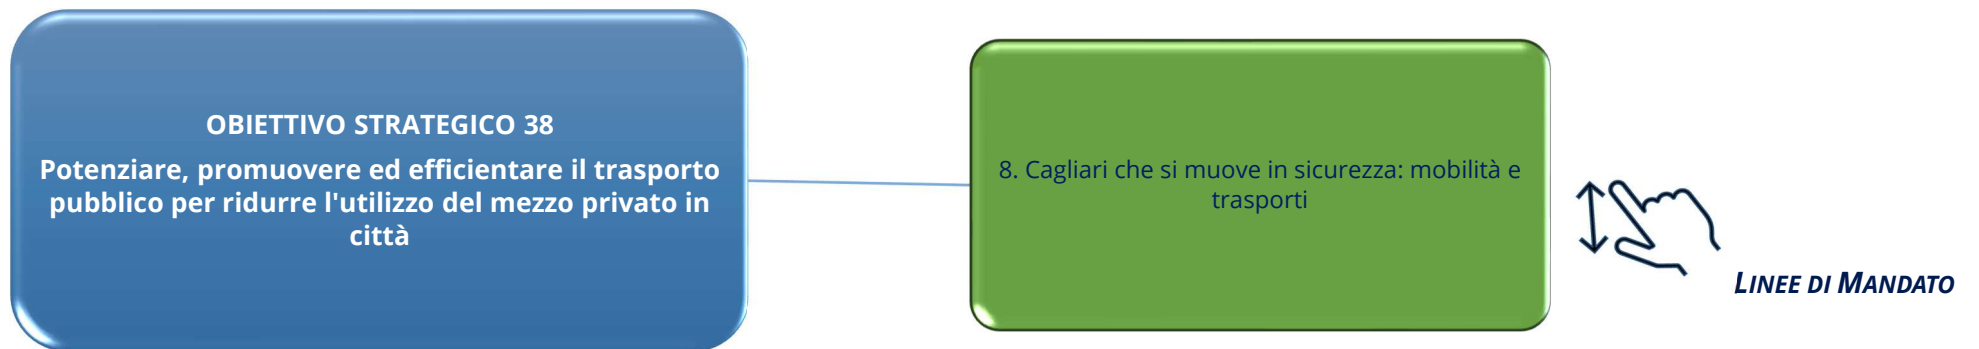 OBIETTIVO STRATEGICO 38
Potenziare, promuovere ed efficientare il trasporto
pubblico per ridurre l'utilizzo del mezzo privato in
città
8. Cagliari che si muove in sicurezza: mobilità e
trasporti
LINEE DI MANDATO